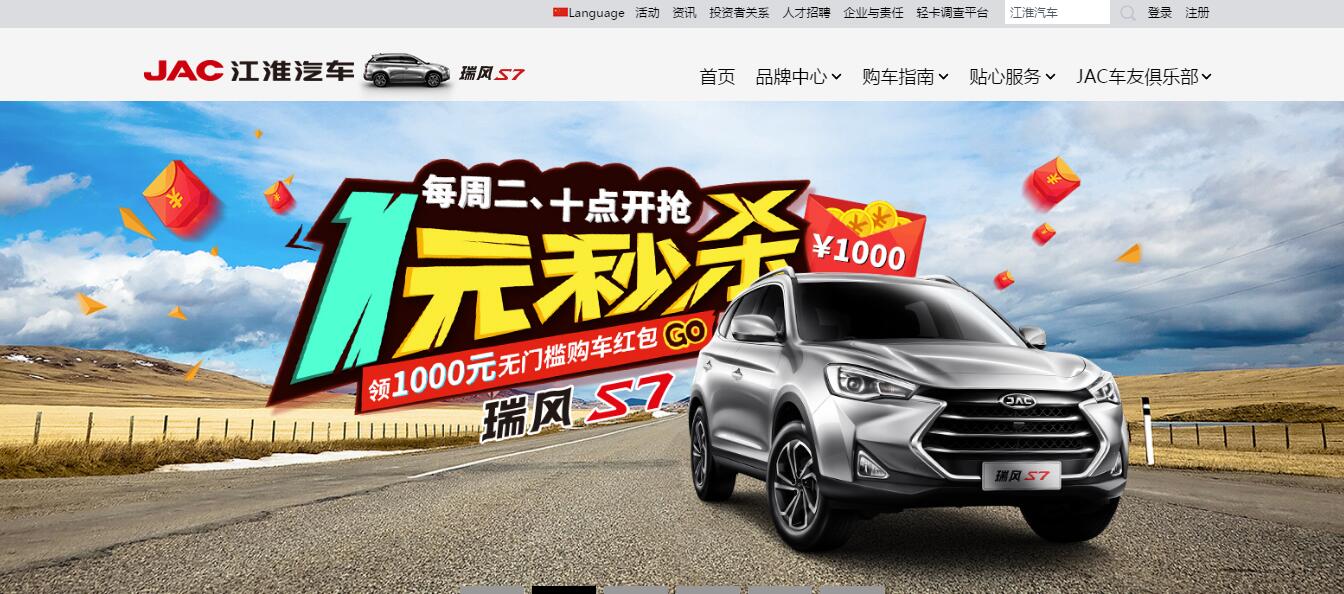 Language 活动 资讯 投资者关系 人才招聘 企业与责任 轻卡调查平台 江淮汽车 登录 注册
JAC 江淮汽车 瑞风S7
首页 品牌中心 购车指南 贴心服务 JAC车友俱乐部
每周二、十点开抢
1元秒杀
¥1000
领1000元无门槛购车红包 GO
瑞风 S7
JAC
瑞风 S7